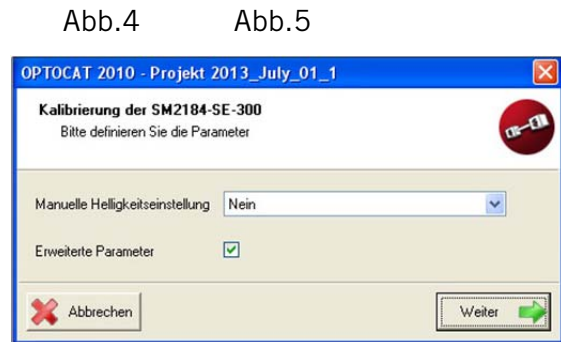 Abb.4 Abb.5
OPTOCAT 2010 - Projekt 2013_July_01_1
Kalibrierung der SM2184-SE-300
Bitte definieren Sie die Parameter
Manuelle Helligkeitseinstellung Nein
Erweiterte Parameter
Abbrechen Weiter